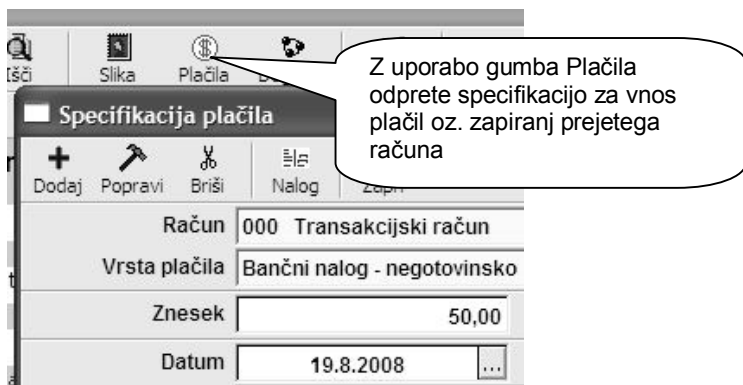 Išči Slika Plačila
Z uporabo gumba Plačila
odprete specifikacijo za vnos
plačil oz. zapiranj prejetega
računa
Specifikacija plačila
Dodaj Popravi Briši Nalog
Račun 000 Transakcijski račun
Vrsta plačila Bančni nalog - negotovinsko
Znesek 50,00
Datum 19.8.2008 ...